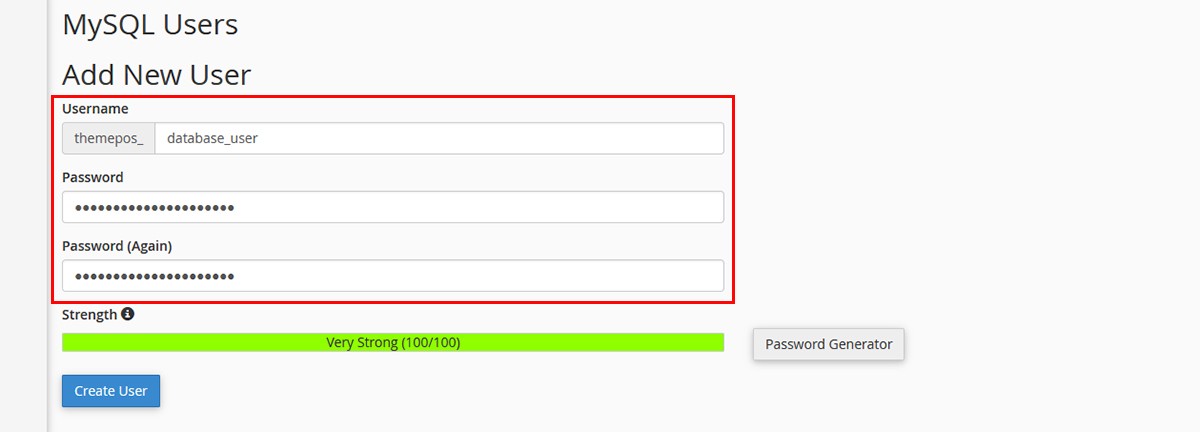 MySQL Users
Add New User
Username
themepos_ database_user
Password
●●●●●●●●●●●●●●●●●●●●●
Password (Again)
●●●●●●●●●●●●●●●●●●●●●
Strength
Very Strong (100/100)
Password Generator
Create User